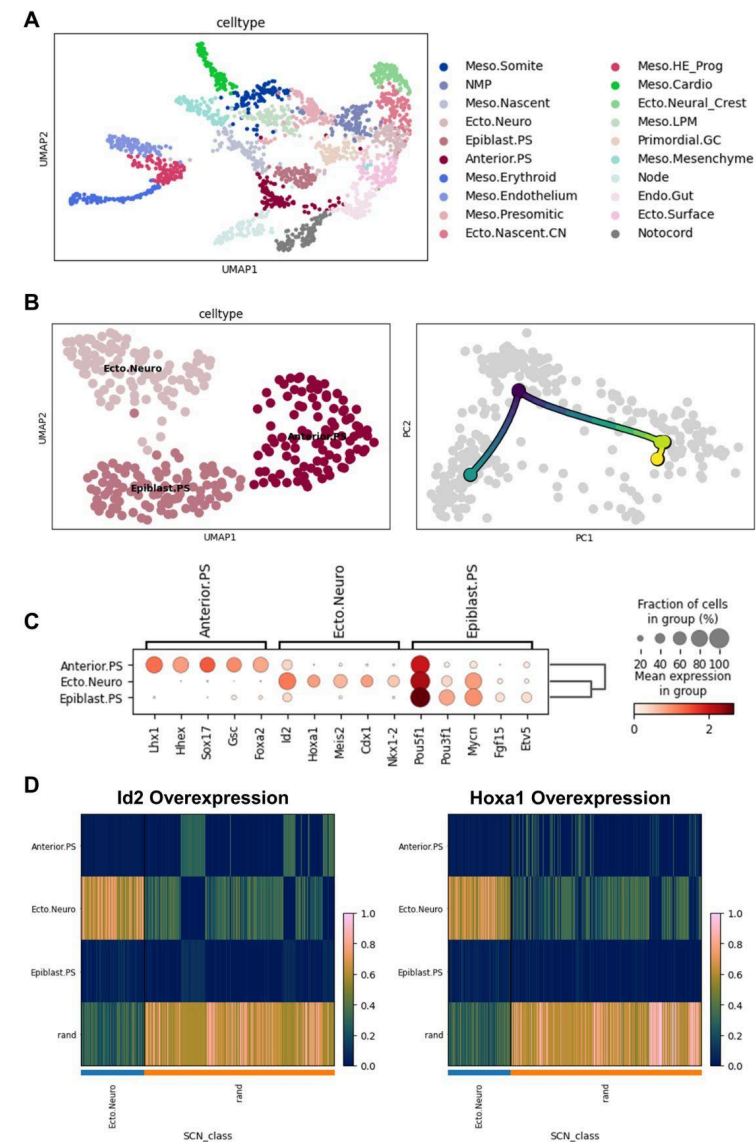 A
celltype
UMAP2
UMAP1
Meso.Somite
NMP
Meso.Nascent
Ecto.Neuro
Epiblast.PS
Anterior.PS
Meso.Erythroid
Meso.Endothelium
Meso.Presomitic
Ecto.Nascent.CN
Meso.HE_Prog
Meso.Cardio
Ecto.Neural_Crest
Meso.LPM
Primordial.GC
Meso.Mesenchyme
Node
Endo.Gut
Ecto.Surface
Notocord
B
celltype
UMAP2
Ecto.Neuro
Anterior.PS
Epiblast.PS
UMAP1
PC2
PC1
C
Anterior.PS
Ecto.Neuro
Epiblast.PS
Anterior.PS
Ecto.Neuro
Epiblast.PS
Lhx1
Hhex
Sox17
Gsc
Foxa2
Id2
Hoxa1
Meis2
Cdx1
Nkx1-2
Pou5f1
Pou3f1
Mycn
Fgf15
Etv5
Fraction of cells
in group (%)
20 40 60 80 100
Mean expression
in group
0 2
D
Id2 Overexpression
Anterior.PS
Ecto.Neuro
Epiblast.PS
rand
1.0
0.8
0.6
0.4
0.2
0.0
Ecto.Neuro
rand
SCN_class
Hoxa1 Overexpression
Anterior.PS
Ecto.Neuro
Epiblast.PS
rand
1.0
0.8
0.6
0.4
0.2
0.0
Ecto.Neuro
rand
SCN_class